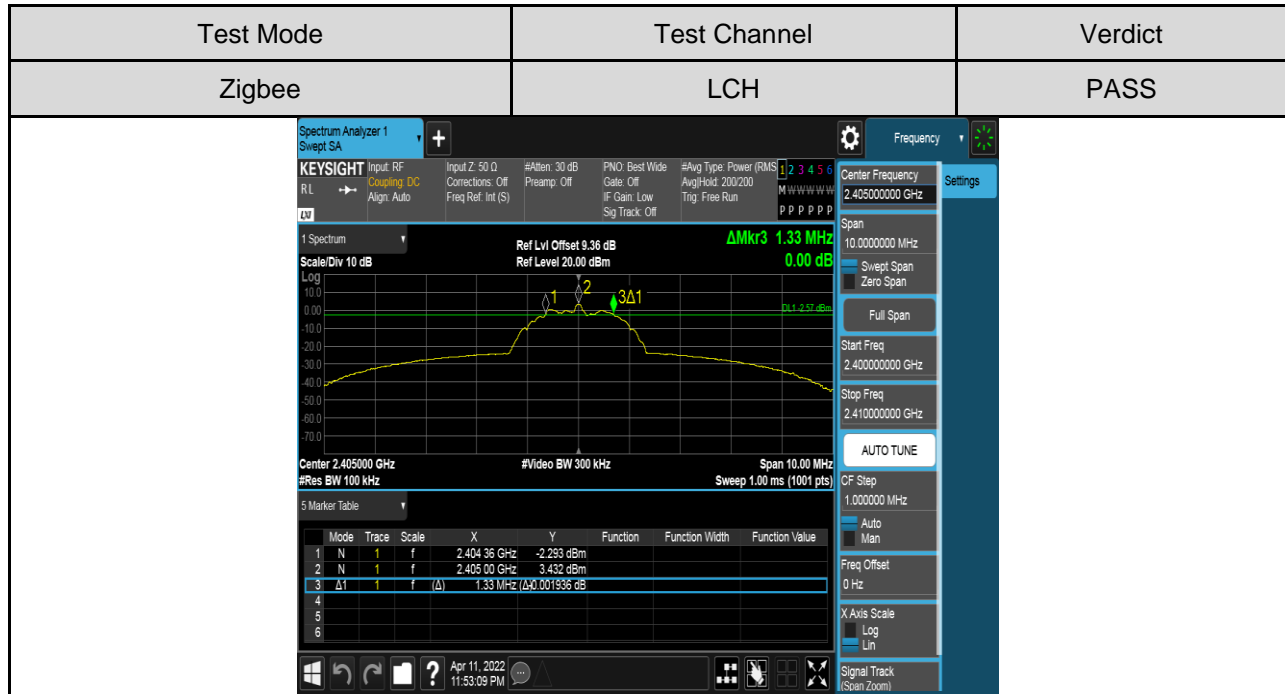 Test Mode Test Channel Verdict
Zigbee LCH PASS
Spectrum Analyzer 1
Swept SA
+
Frequency
KEYSIGHT
RL
LXI
Input: RF
Coupling: DC
Align: Auto
Input Z: 50 Ω
Corrections: Off
Freq Ref: Int (S)
#Atten: 30 dB
Preamp: Off
PNO: Best Wide
Gate: Off
IF Gain: Low
Sig Track: Off
#Avg Type: Power (RMS
Avg|Hold: 200/200
Trig: Free Run
1 2 3 4 5 6
M W W W W W
P P P P P P
1 Spectrum
Scale/Div 10 dB
Ref Lvl Offset 9.36 dB
Ref Level 20.00 dBm
ΔMkr3 1.33 MHz
0.00 dB
Log
10.0
0.00
-10.0
-20.0
-30.0
-40.0
-50.0
-60.0
-70.0
1
2
3Δ1
DL1 -2.57 dBm
Center 2.405000 GHz
#Res BW 100 kHz
#Video BW 300 kHz
Span 10.00 MHz
Sweep 1.00 ms (1001 pts)
5 Marker Table
Mode Trace Scale X Y Function Function Width Function Value
1 N 1 f 2.404 36 GHz -2.293 dBm
2 N 1 f 2.405 00 GHz 3.432 dBm
3 Δ1 1 f (Δ) 1.33 MHz (Δ) 0.001936 dB
4
5
6
?
Apr 11, 2022
11:53:09 PM
Center Frequency
2.405000000 GHz
Settings
Span
10.0000000 MHz
Swept Span
Zero Span
Full Span
Start Freq
2.400000000 GHz
Stop Freq
2.410000000 GHz
AUTO TUNE
CF Step
1.000000 MHz
Auto
Man
Freq Offset
0 Hz
X Axis Scale
Log
Lin
Signal Track
(Span Zoom)